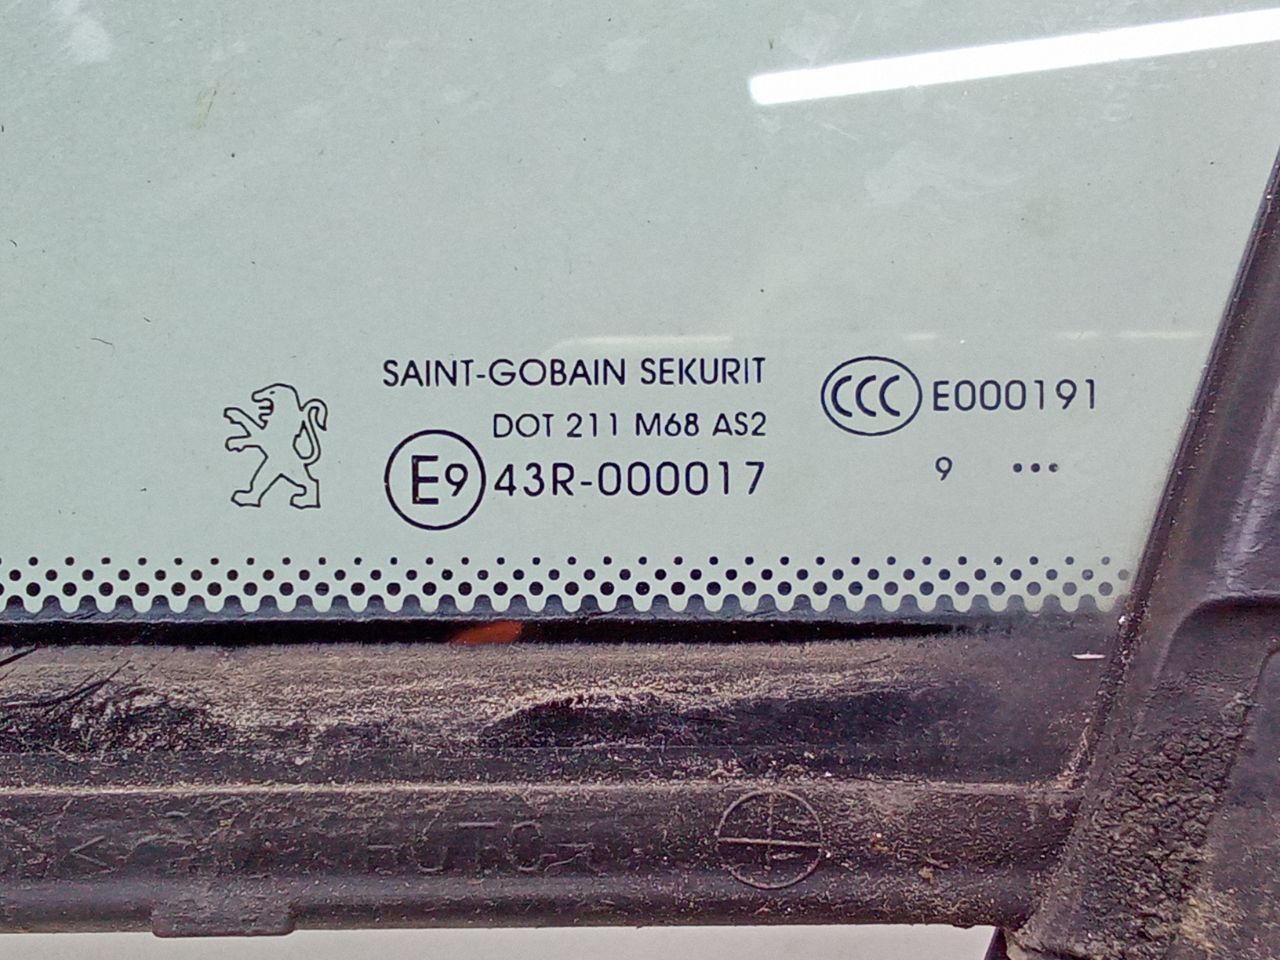 SAINT-GOBAIN SEKURIT
DOT 211 M68 AS2
E9 43R-000017
CCC E000191
9 •••